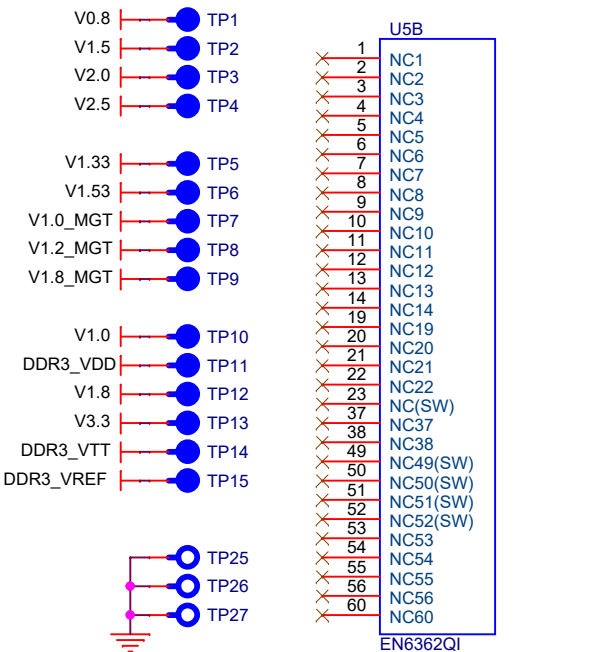 V0.8 TP1
V1.5 TP2
V2.0 TP3
V2.5 TP4
V1.33 TP5
V1.53 TP6
V1.0_MGT TP7
V1.2_MGT TP8
V1.8_MGT TP9
V1.0 TP10
DDR3_VDD TP11
V1.8 TP12
V3.3 TP13
DDR3_VTT TP14
DDR3_VREF TP15
TP25
TP26
TP27
U5B
1 NC1
2 NC2
3 NC3
4 NC4
5 NC5
6 NC6
7 NC7
8 NC8
9 NC9
10 NC10
11 NC11
12 NC12
13 NC13
14 NC14
19 NC19
20 NC20
21 NC21
22 NC22
23 NC(SW)
37 NC37
38 NC38
49 NC49(SW)
50 NC50(SW)
51 NC51(SW)
52 NC52(SW)
53 NC53
54 NC54
55 NC55
56 NC56
60 NC60
EN6362QI